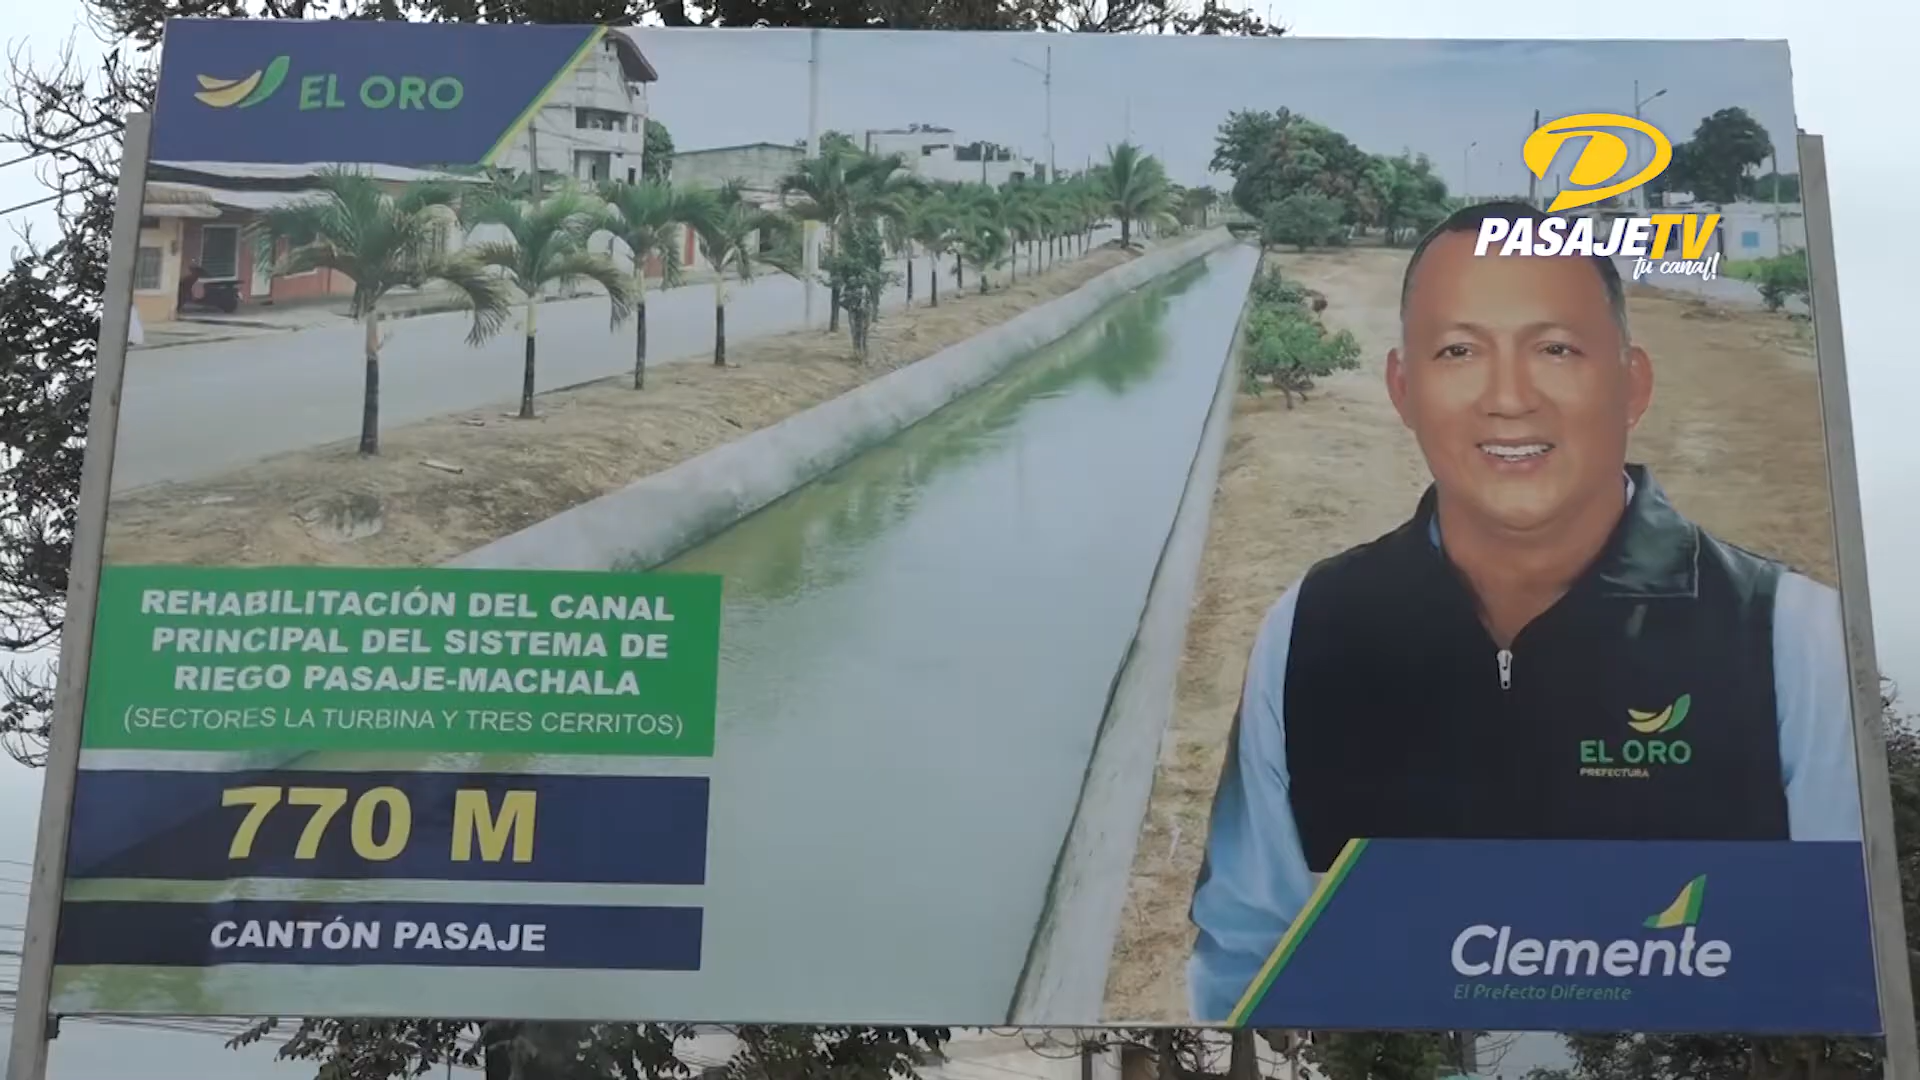 EL ORO
PASAJETV
tu canal!
REHABILITACIÓN DEL CANAL
PRINCIPAL DEL SISTEMA DE
RIEGO PASAJE-MACHALA
(SECTORES LA TURBINA Y TRES CERRITOS)
770 M
CANTÓN PASAJE
EL ORO
PREFECTURA
Clemente
El Prefecto Diferente